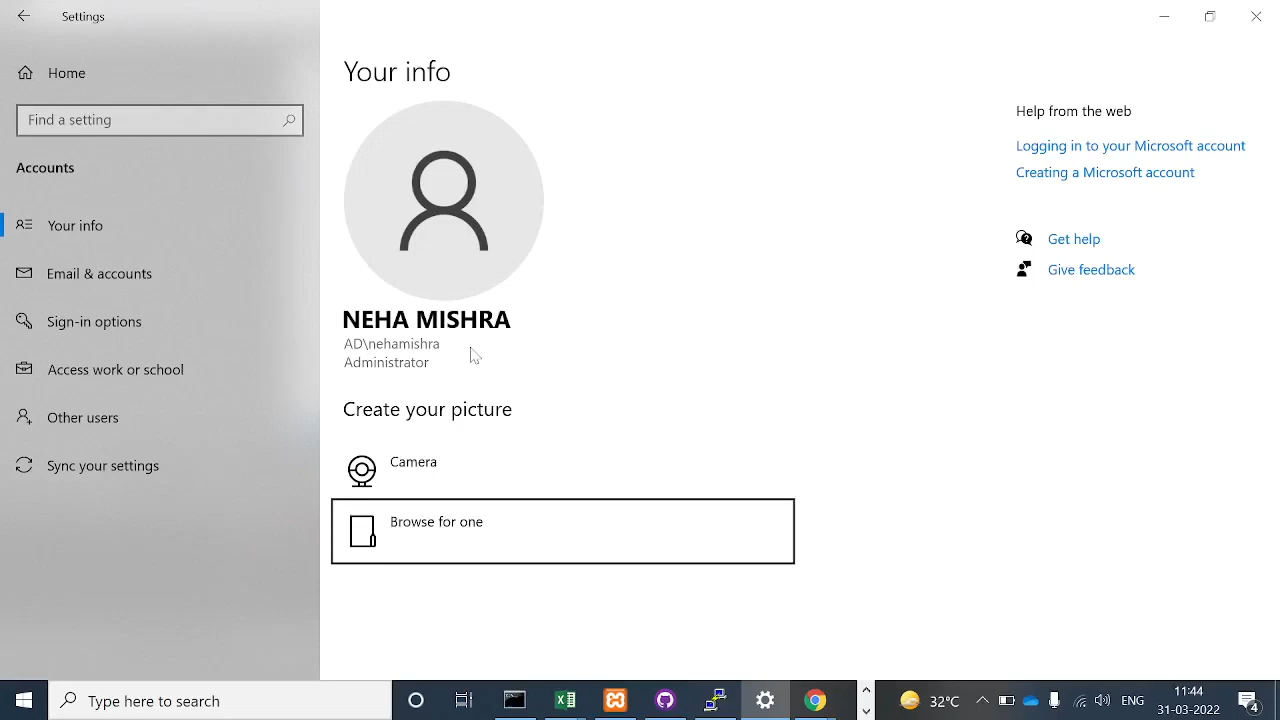 Settings
Home
Find a setting
Accounts
Your info
Email & accounts
Sign-in options
Access work or school
Other users
Sync your settings
Your info
NEHA MISHRA
AD\nehamishra
Administrator
Create your picture
Camera
Browse for one
Help from the web
Logging in to your Microsoft account
Creating a Microsoft account
Get help
Give feedback
Type here to search
32°C
ENG
11:44
31-03-2022
4